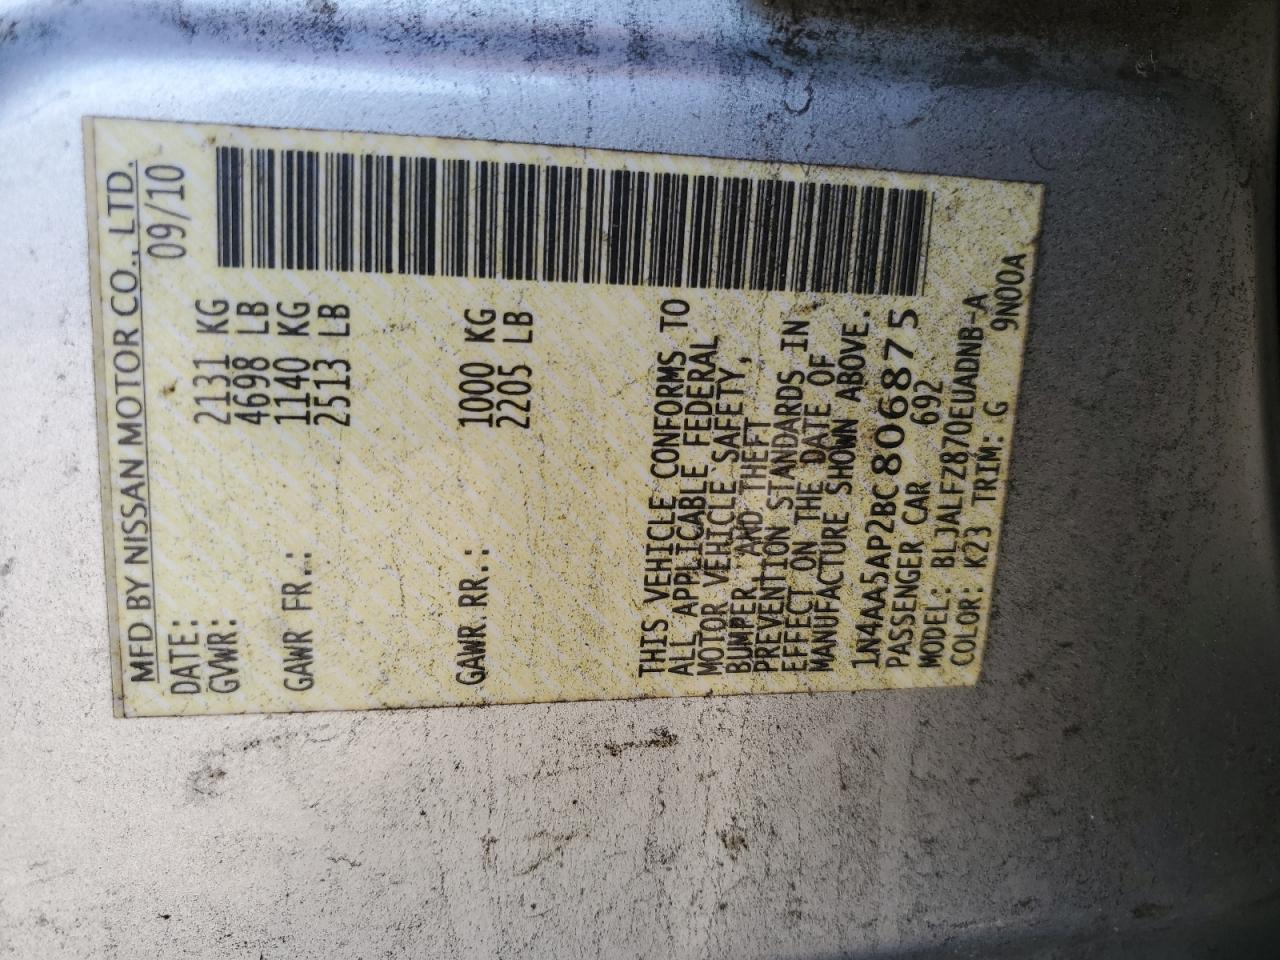 MFD BY NISSAN MOTOR CO., LTD.
DATE: 09/10
GVWR: 2131 KG
4698 LB
GAWR FR.: 1140 KG
2513 LB
GAWR.RR.: 1000 KG
2205 LB
THIS VEHICLE CONFORMS TO
ALL APPLICABLE FEDERAL
MOTOR VEHICLE SAFETY,
BUMPER AND THEFT
PREVENTION STANDARDS IN
EFFECT ON THE DATE OF
MANUFACTURE SHOWN ABOVE.
1N4AA5AP2BC806875
PASSENGER CAR 692
MODEL: BLJALFZ870EUADNB-A
COLOR: K23 TRIM: G 9N00A